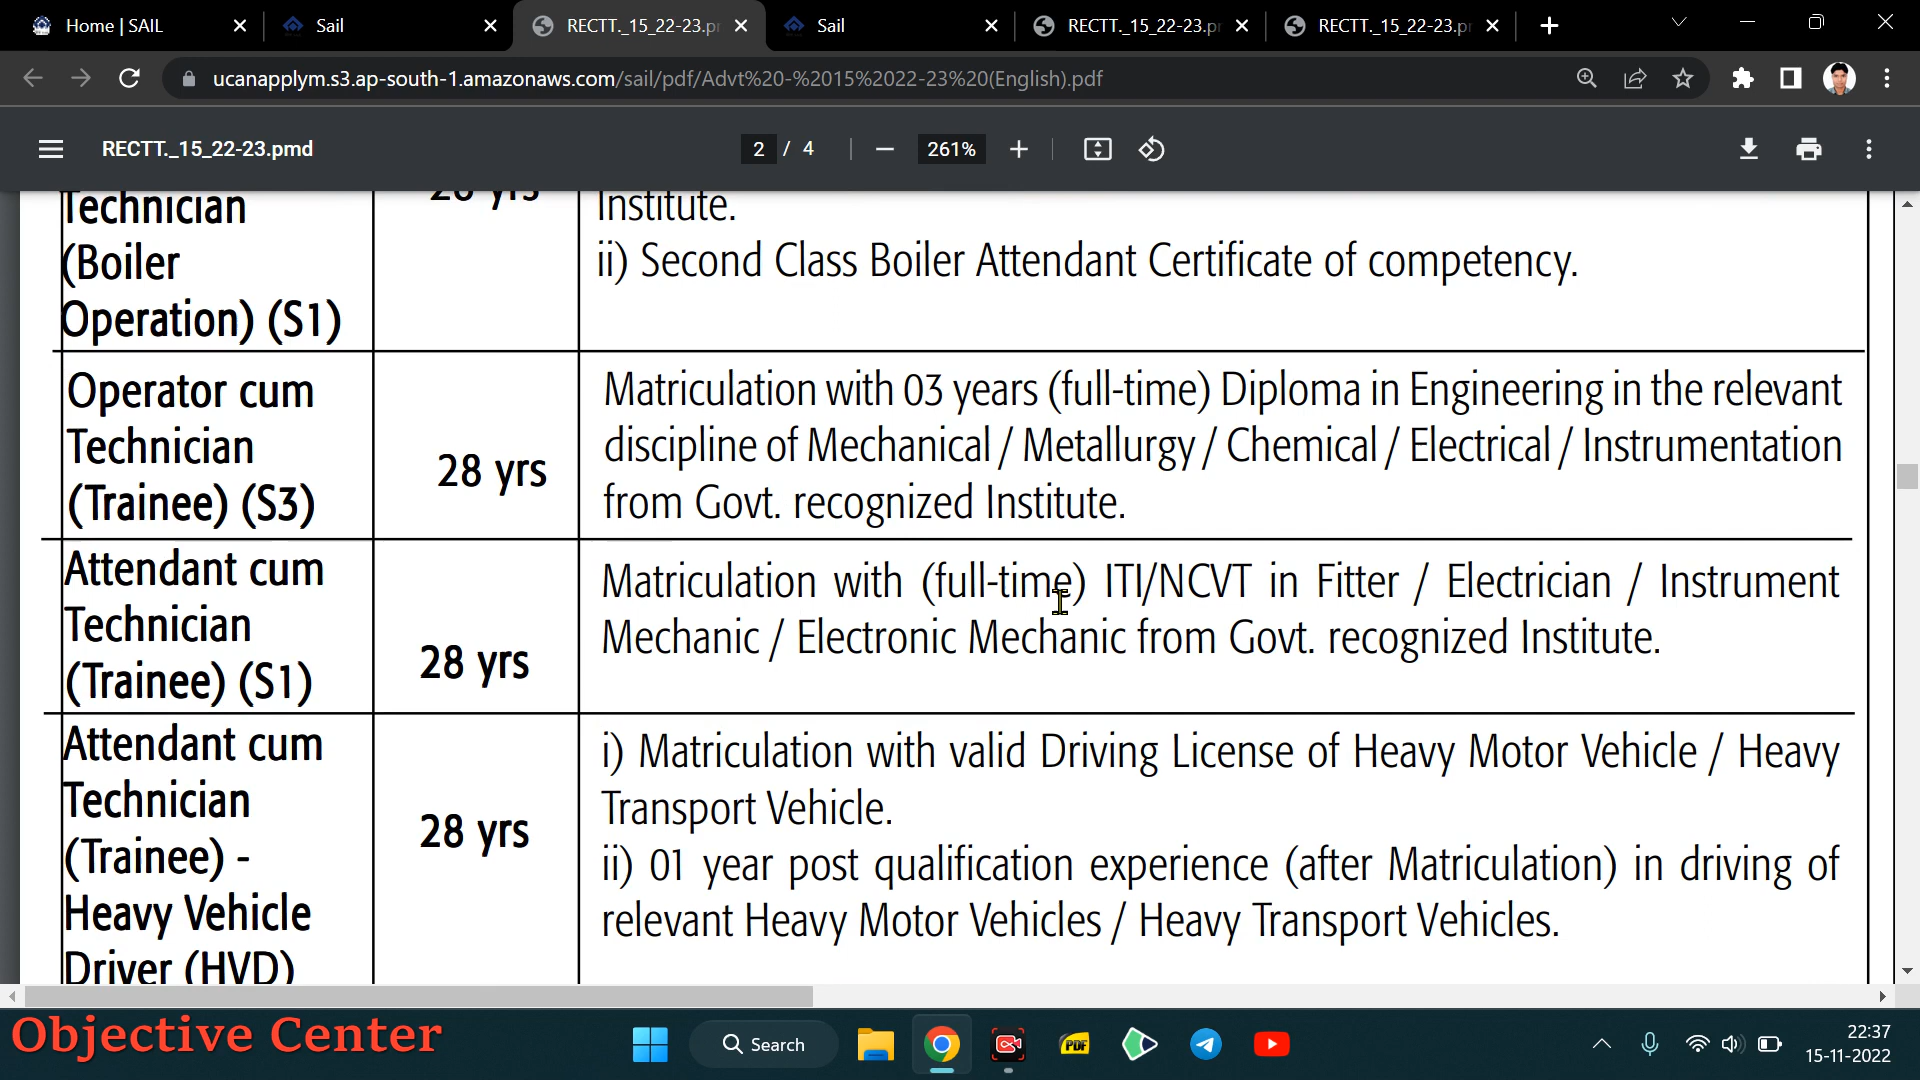 Home | SAIL
Sail
RECTT._15_22-23.p
Sail
RECTT._15_22-23.p
RECTT._15_22-23.p
ucanapplym.s3.ap-south-1.amazonaws.com/sail/pdf/Advt%20-%2015%2022-23%20(English).pdf
RECTT._15_22-23.pmd
2 / 4
261%
Technician
(Boiler
Operation) (S1)
28 yrs
Institute.
ii) Second Class Boiler Attendant Certificate of competency.
Operator cum
Technician
(Trainee) (S3)
28 yrs
Matriculation with 03 years (full-time) Diploma in Engineering in the relevant
discipline of Mechanical / Metallurgy / Chemical / Electrical / Instrumentation
from Govt. recognized Institute.
Attendant cum
Technician
(Trainee) (S1)
28 yrs
Matriculation with (full-time) ITI/NCVT in Fitter / Electrician / Instrument
Mechanic / Electronic Mechanic from Govt. recognized Institute.
Attendant cum
Technician
(Trainee) -
Heavy Vehicle
Driver (HVD)
28 yrs
i) Matriculation with valid Driving License of Heavy Motor Vehicle / Heavy
Transport Vehicle.
ii) 01 year post qualification experience (after Matriculation) in driving of
relevant Heavy Motor Vehicles / Heavy Transport Vehicles.
Objective Center
Search
PDF
22:37
15-11-2022